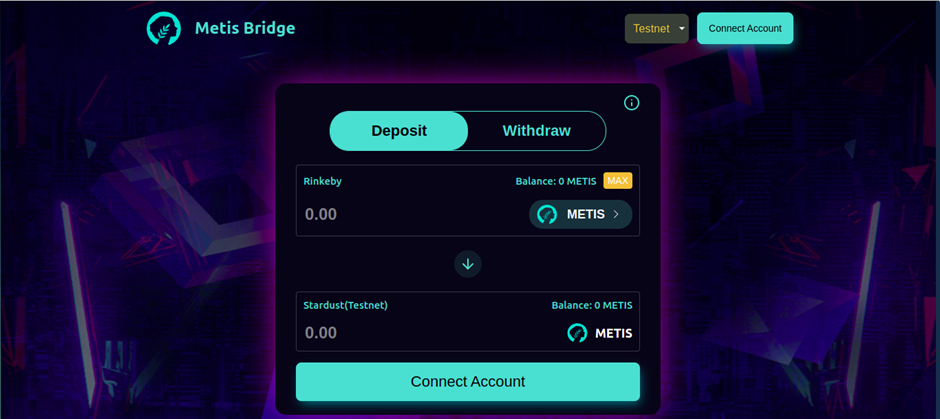 Metis Bridge
Testnet
Connect Account
Deposit
Withdraw
Rinkeby
Balance: 0 METIS MAX
0.00
METIS
Stardust(Testnet)
Balance: 0 METIS
0.00
METIS
Connect Account